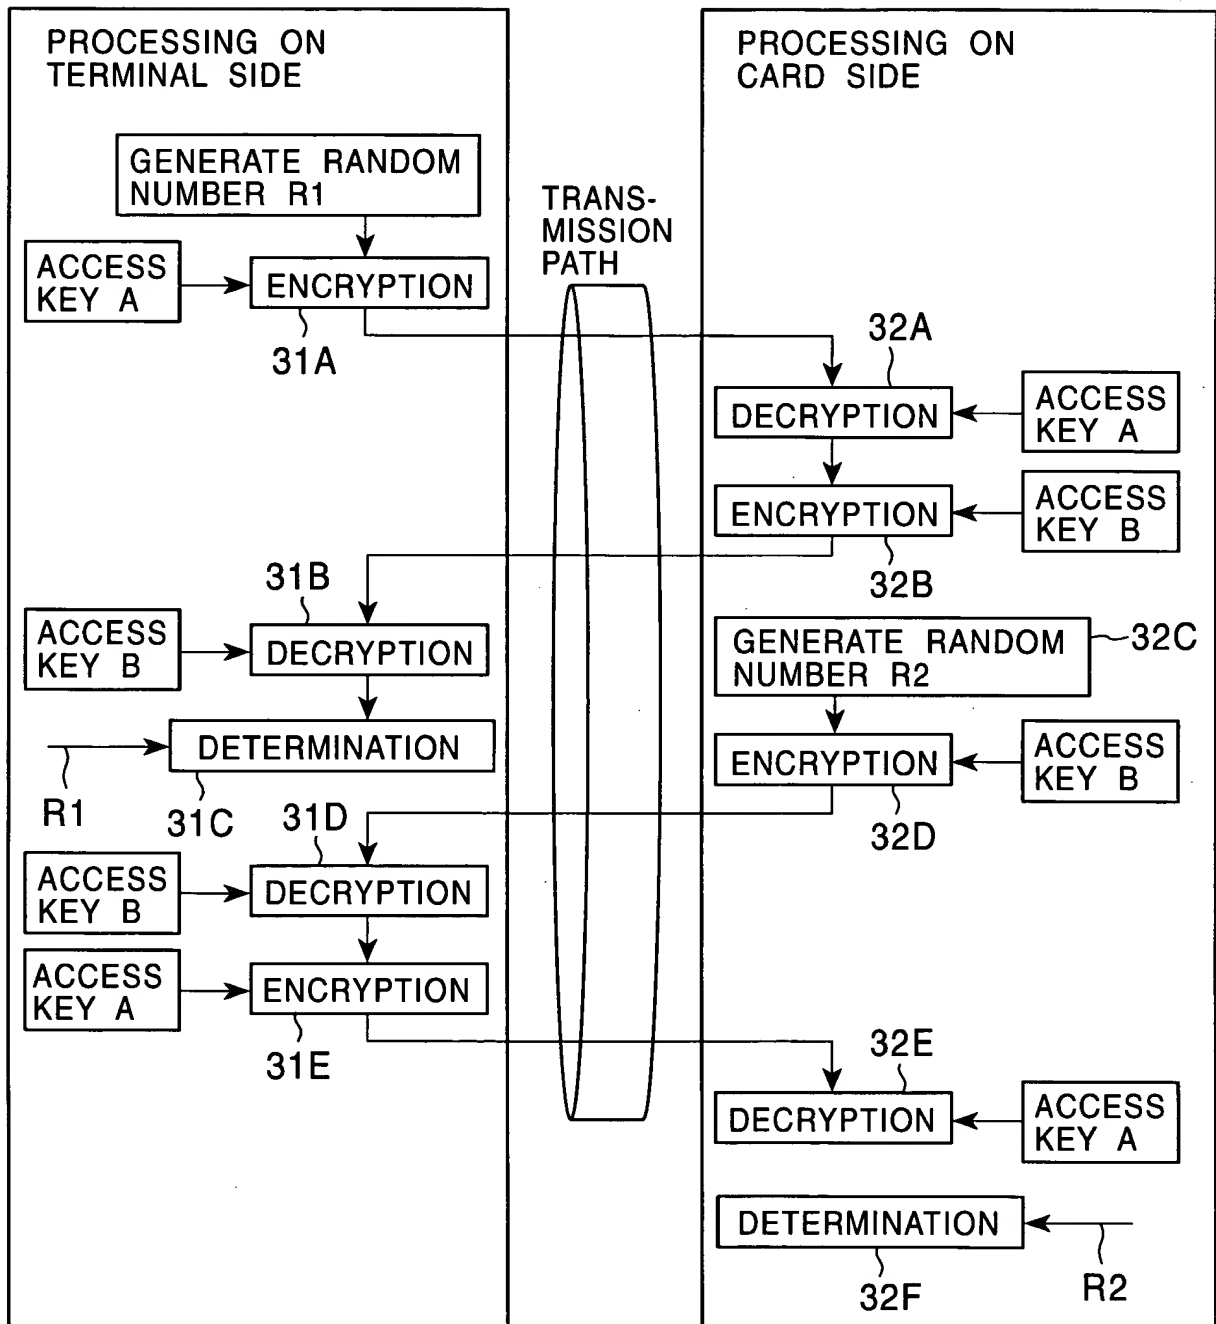 PROCESSING ON
TERMINAL SIDE
GENERATE RANDOM
NUMBER R1
ACCESS
KEY A
ENCRYPTION
31A
31B
ACCESS
KEY B
DECRYPTION
DETERMINATION
R1
31C
31D
ACCESS
KEY B
DECRYPTION
ACCESS
KEY A
ENCRYPTION
31E
TRANS-
MISSION
PATH
PROCESSING ON
CARD SIDE
32A
DECRYPTION
ACCESS
KEY A
ENCRYPTION
ACCESS
KEY B
32B
GENERATE RANDOM
NUMBER R2
32C
ENCRYPTION
ACCESS
KEY B
32D
32E
DECRYPTION
ACCESS
KEY A
DETERMINATION
32F
R2